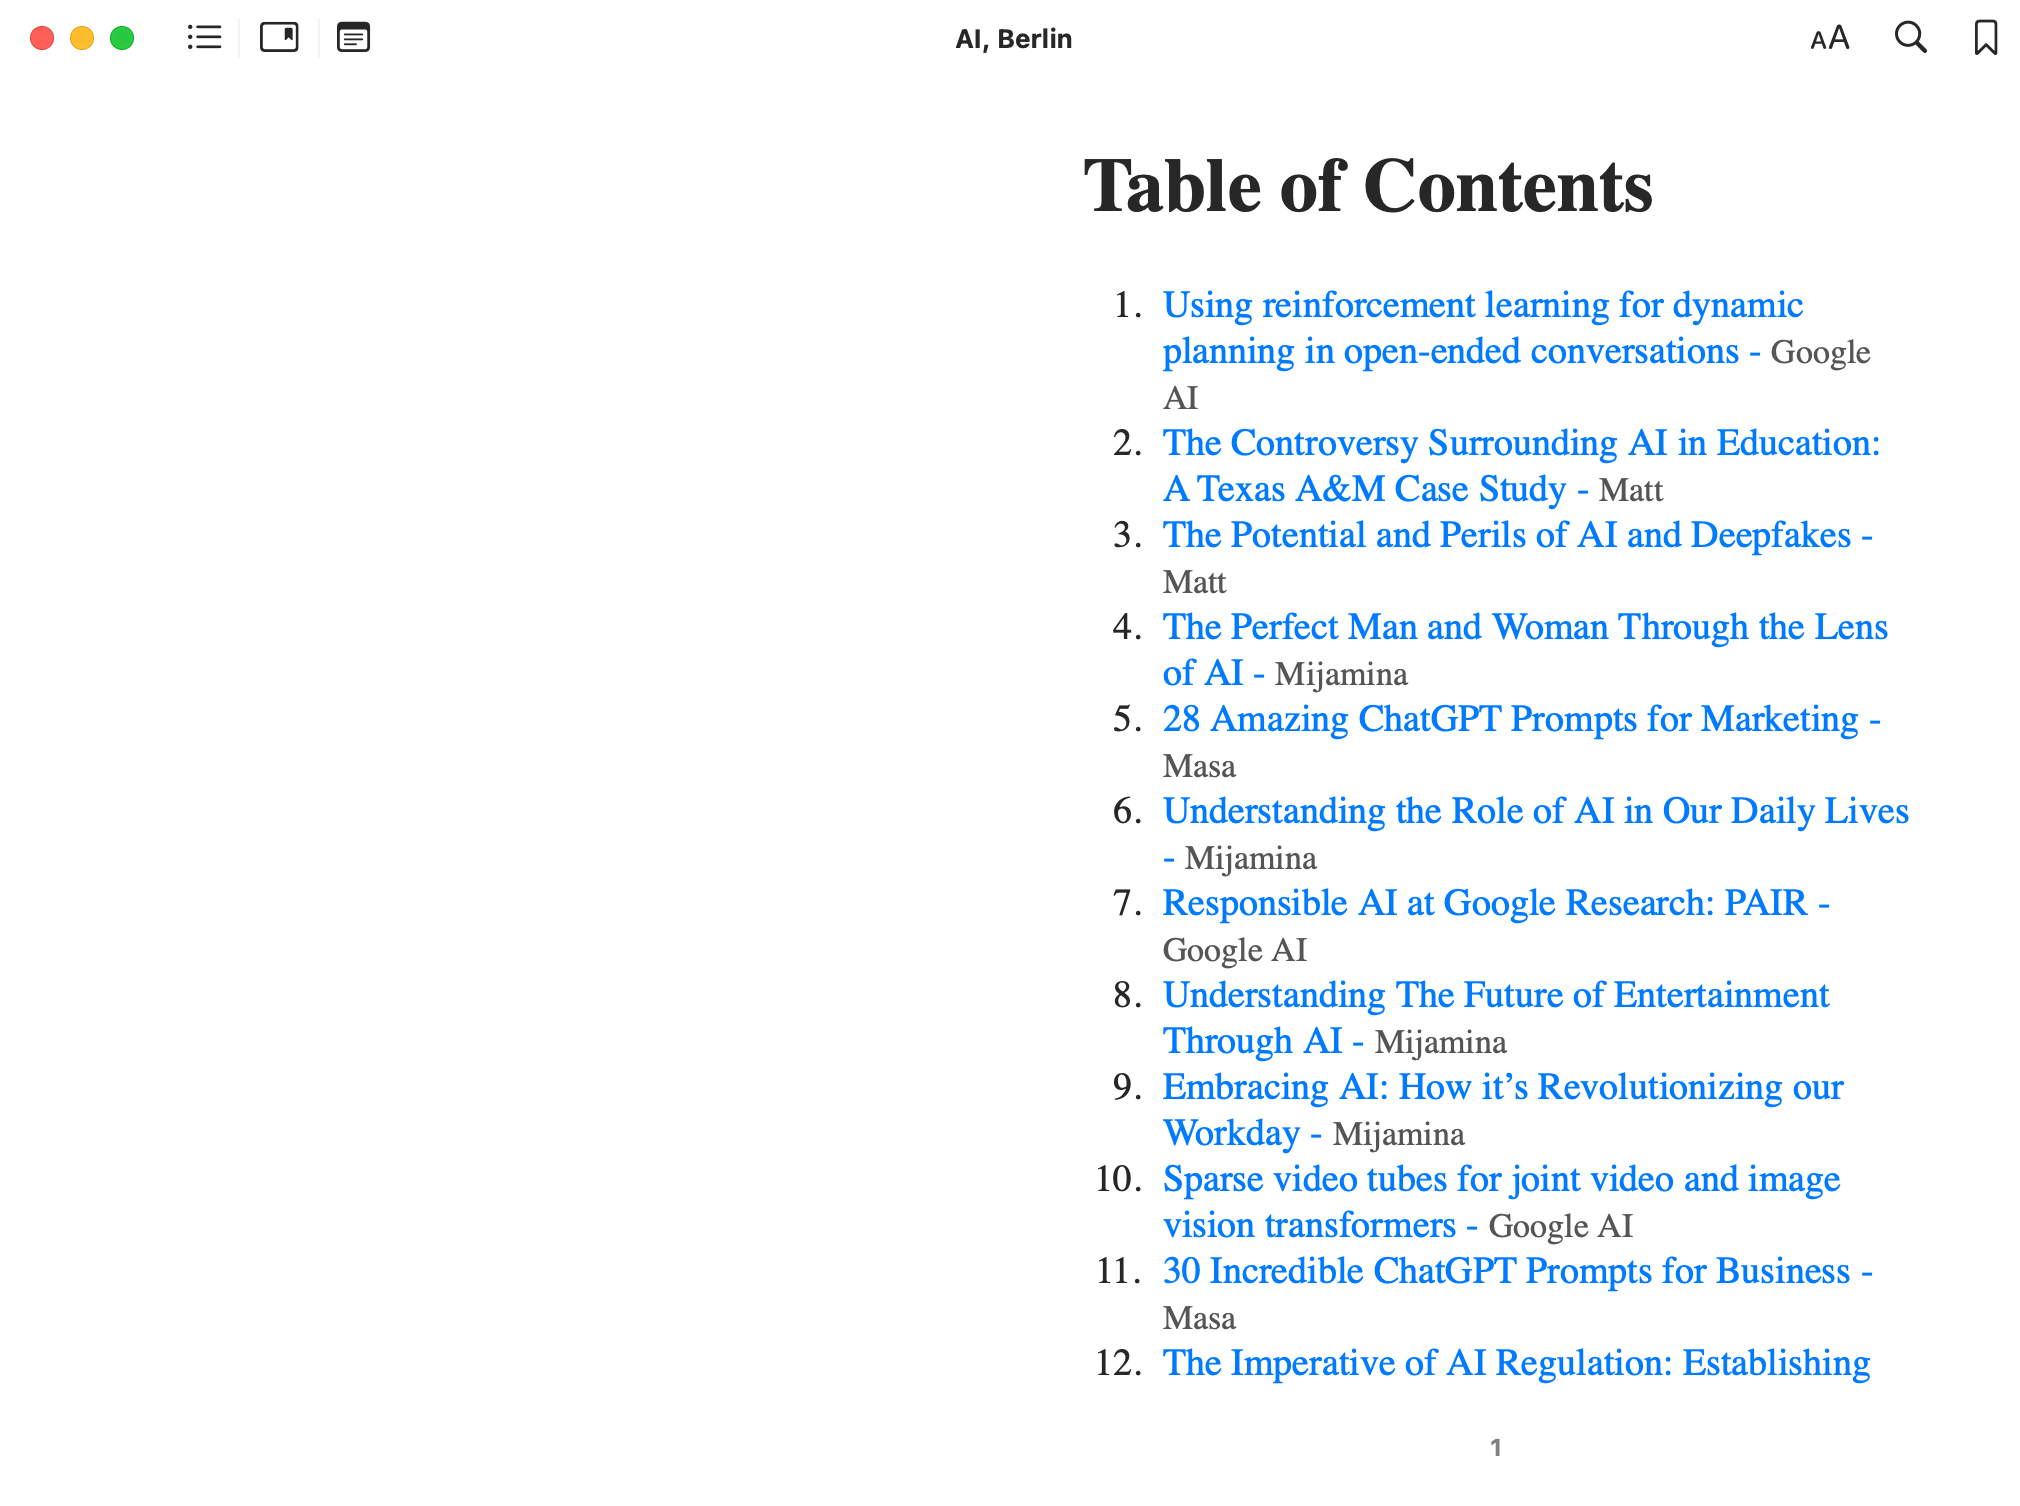 AI, Berlin
AA
Table of Contents
1. Using reinforcement learning for dynamic
planning in open-ended conversations - Google
AI
2. The Controversy Surrounding AI in Education:
A Texas A&M Case Study - Matt
3. The Potential and Perils of AI and Deepfakes -
Matt
4. The Perfect Man and Woman Through the Lens
of AI - Mijamina
5. 28 Amazing ChatGPT Prompts for Marketing -
Masa
6. Understanding the Role of AI in Our Daily Lives
- Mijamina
7. Responsible AI at Google Research: PAIR -
Google AI
8. Understanding The Future of Entertainment
Through AI - Mijamina
9. Embracing AI: How it’s Revolutionizing our
Workday - Mijamina
10. Sparse video tubes for joint video and image
vision transformers - Google AI
11. 30 Incredible ChatGPT Prompts for Business -
Masa
12. The Imperative of AI Regulation: Establishing
1